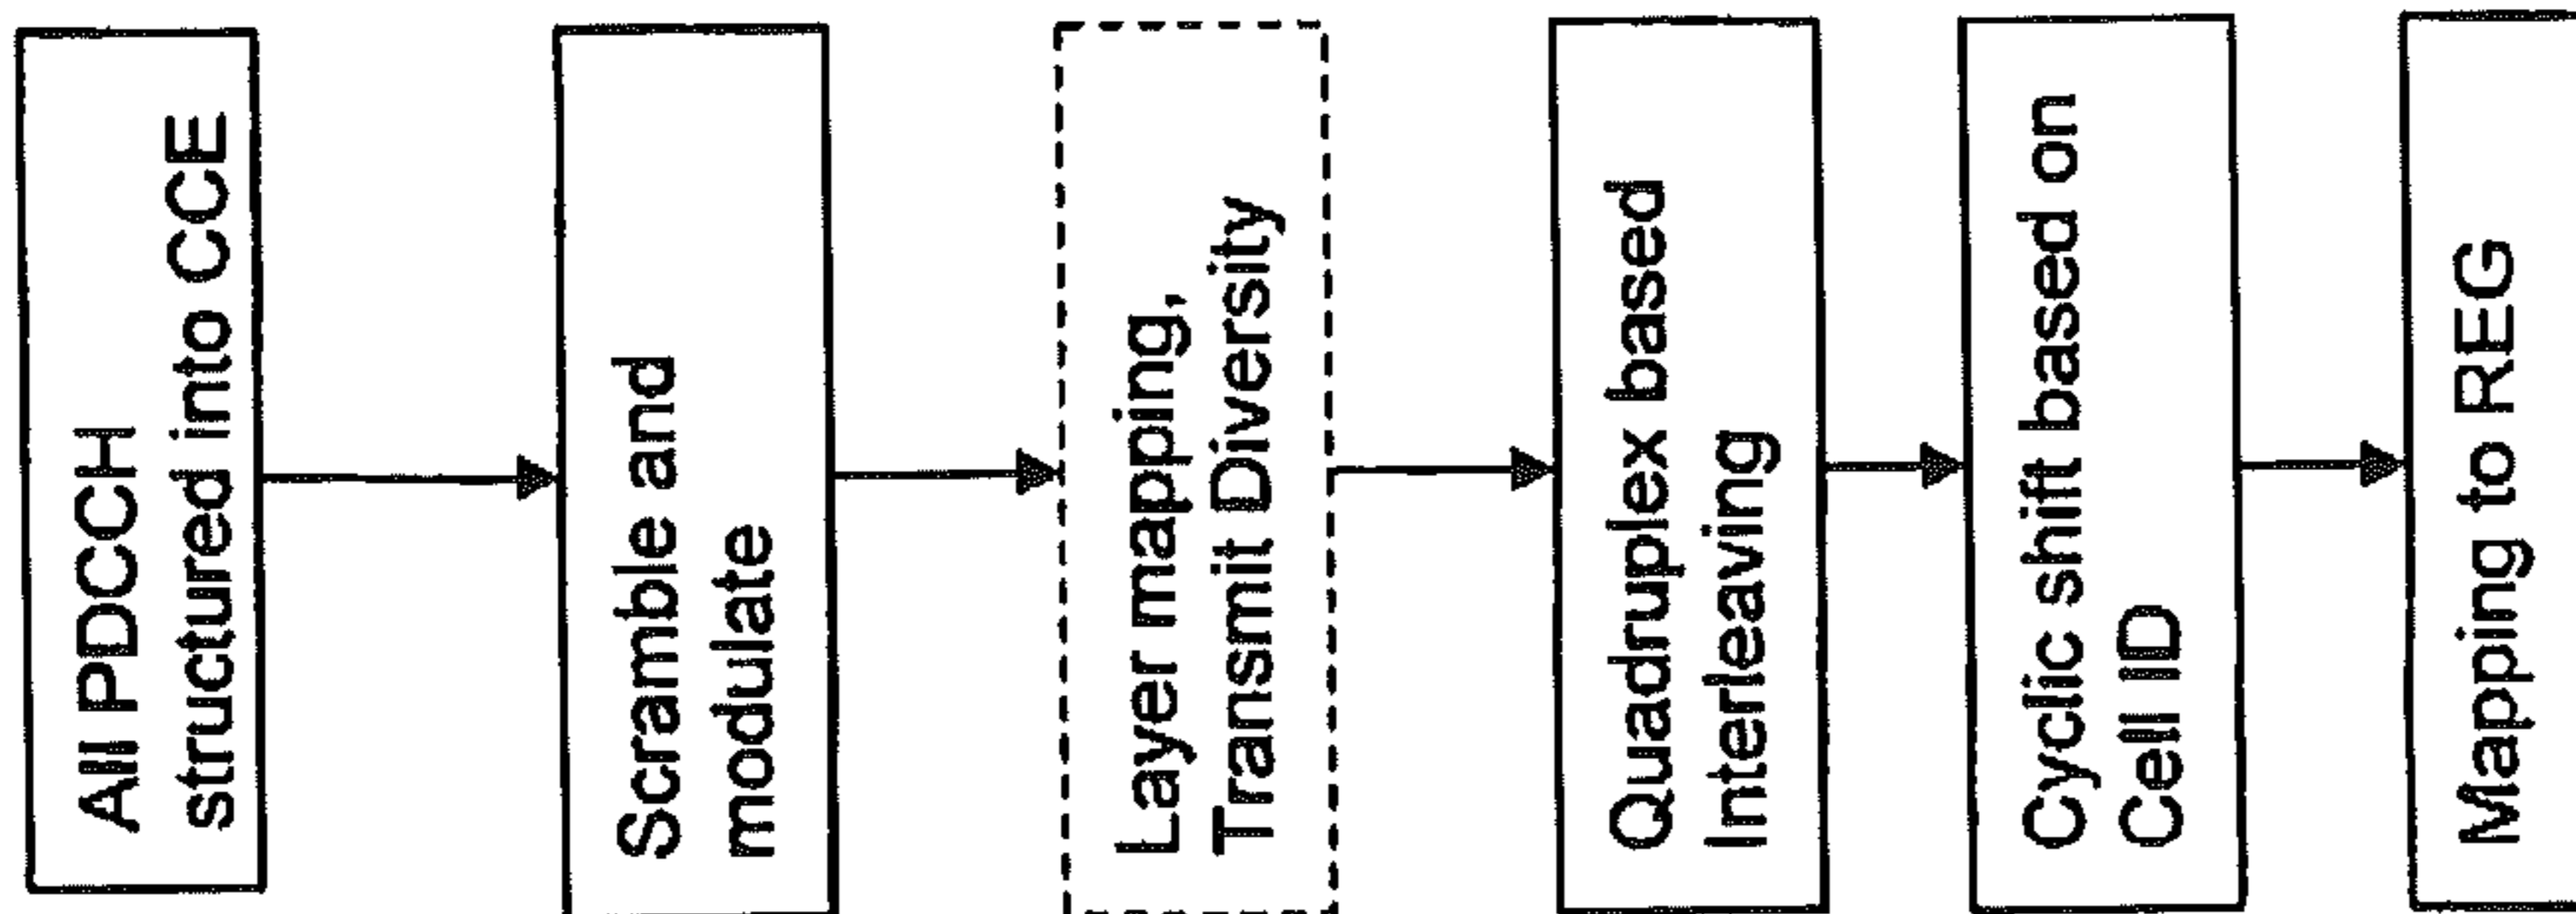 All PDCCH
structured into CCE
Scramble and
modulate
Layer mapping,
Transmit Diversity
Quadruplex based
Interleaving
Cyclic shift based on
Cell ID
Mapping to REG